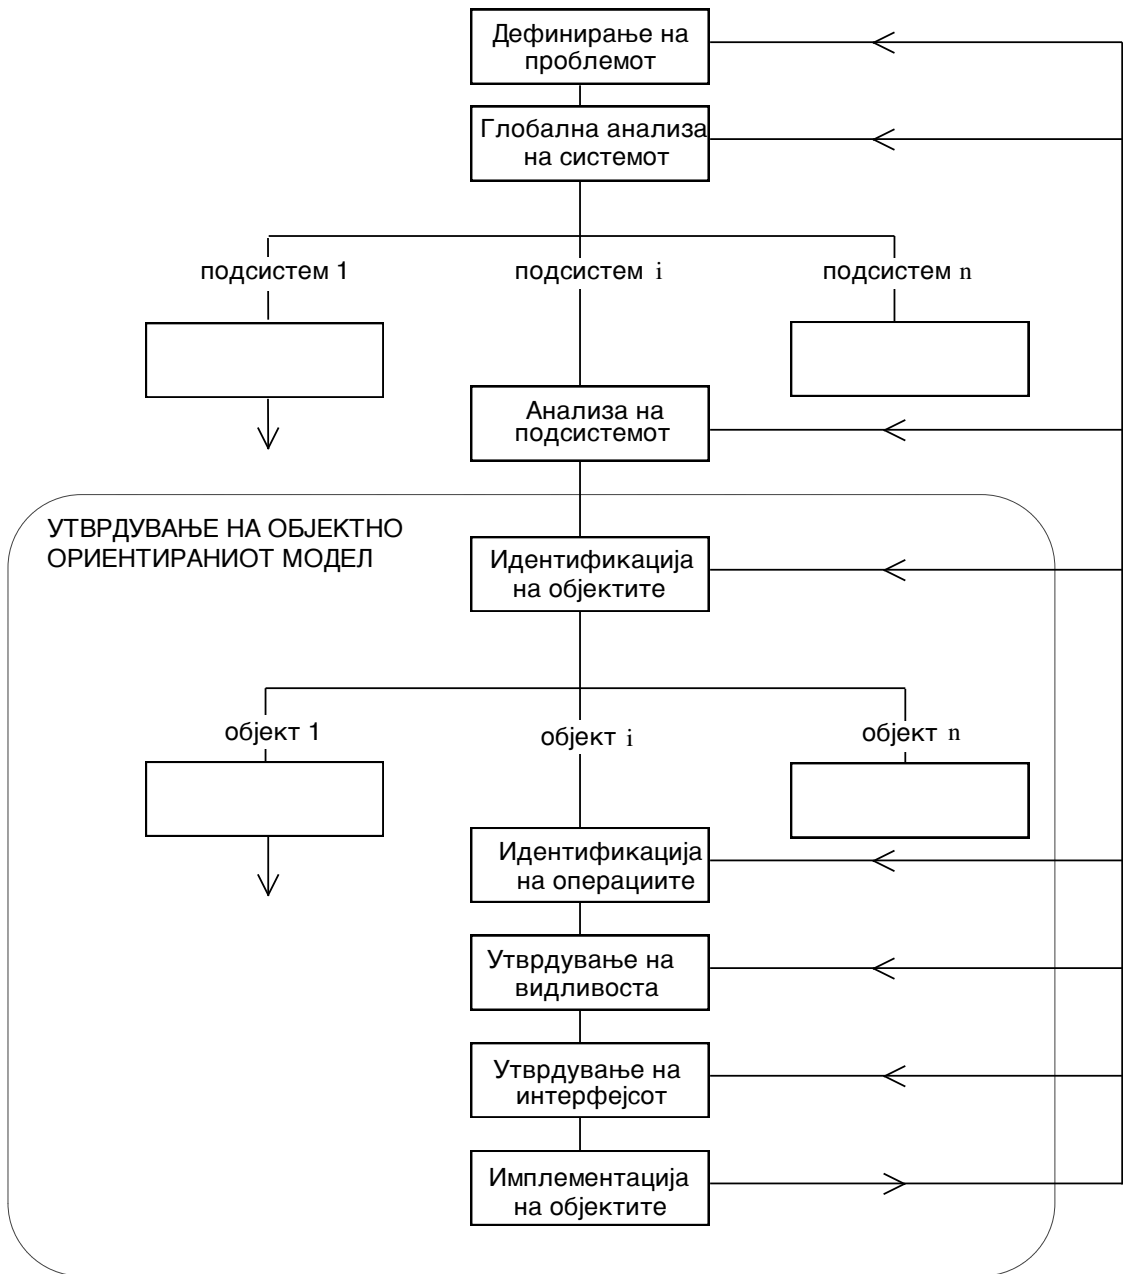 Дефинирање на
проблемот
Глобална анализа
на системот
подсистем 1
подсистем i
подсистем n
Анализа на
подсистемот
УТВРДУВАЊЕ НА ОБЈЕКТНО
ОРИЕНТИРАНИОТ МОДЕЛ
Идентификација
на објектите
објект 1
објект i
објект n
Идентификација
на операциите
Утврдување на
видливоста
Утврдување на
интерфејсот
Имплементација
на објектите